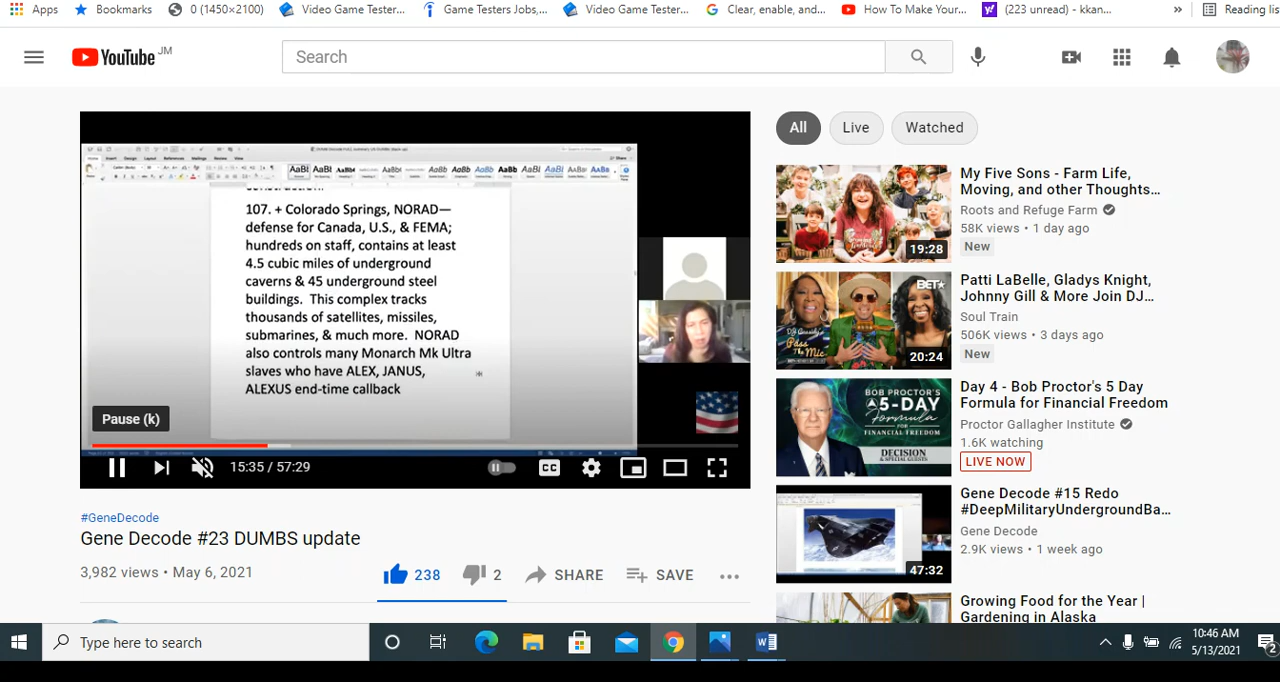 Apps
Bookmarks
0 (1450×2100)
Video Game Tester...
Game Testers Jobs,...
Video Game Tester...
Clear, enable, and...
How To Make Your...
(223 unread) - kkan...
»
Reading lis
YouTube JM
Search
107. + Colorado Springs, NORAD—
defense for Canada, U.S., & FEMA;
hundreds on staff, contains at least
4.5 cubic miles of underground
caverns & 45 underground steel
buildings. This complex tracks
thousands of satellites, missiles,
submarines, & much more. NORAD
also controls many Monarch Mk Ultra
slaves who have ALEX, JANUS,
ALEXUS end-time callback
Pause (k)
15:35 / 57:29
CC
#GeneDecode
Gene Decode #23 DUMBS update
3,982 views • May 6, 2021
238
2
SHARE
SAVE
All
Live
Watched
19:28
My Five Sons - Farm Life,
Moving, and other Thoughts...
Roots and Refuge Farm
58K views • 1 day ago
New
BET
Pass
The Mic
20:24
Patti LaBelle, Gladys Knight,
Johnny Gill & More Join DJ...
Soul Train
506K views • 3 days ago
New
BOB PROCTOR'S
5-DAY
Formula
FOR
FINANCIAL FREEDOM
DECISION
& SPECIAL GUESTS
Day 4 - Bob Proctor's 5 Day
Formula for Financial Freedom
Proctor Gallagher Institute
1.6K watching
LIVE NOW
47:32
Gene Decode #15 Redo
#DeepMilitaryUndergroundBa...
Gene Decode
2.9K views • 1 week ago
Growing Food for the Year |
Gardening in Alaska
Type here to search
10:46 AM
5/13/2021
2